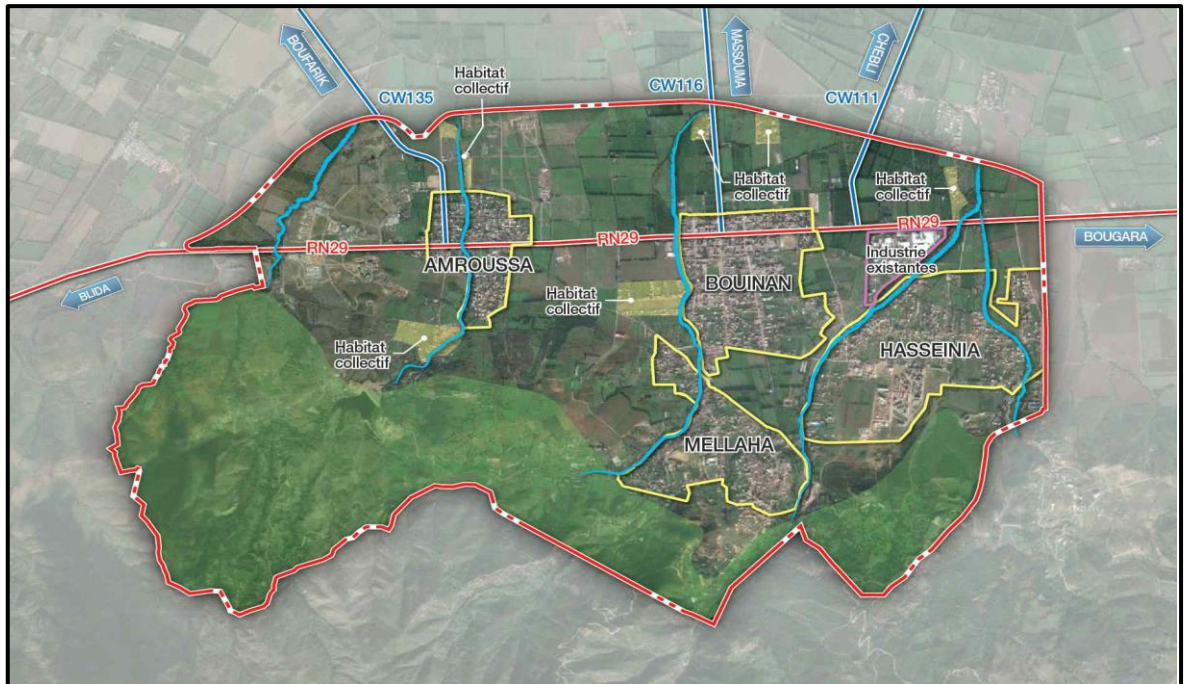 BOUFARIK
MASSOUMA
CHEBLI
Habitat
collectif
CW135
CW116
CW111
Habitat
collectif
Habitat
collectif
RN29
RN29
RN29
BOUGARA
AMROUSSA
Industrie
existantes
BOUINAN
BLIDA
Habitat
collectif
Habitat
collectif
HASSEINIA
MELLAHA